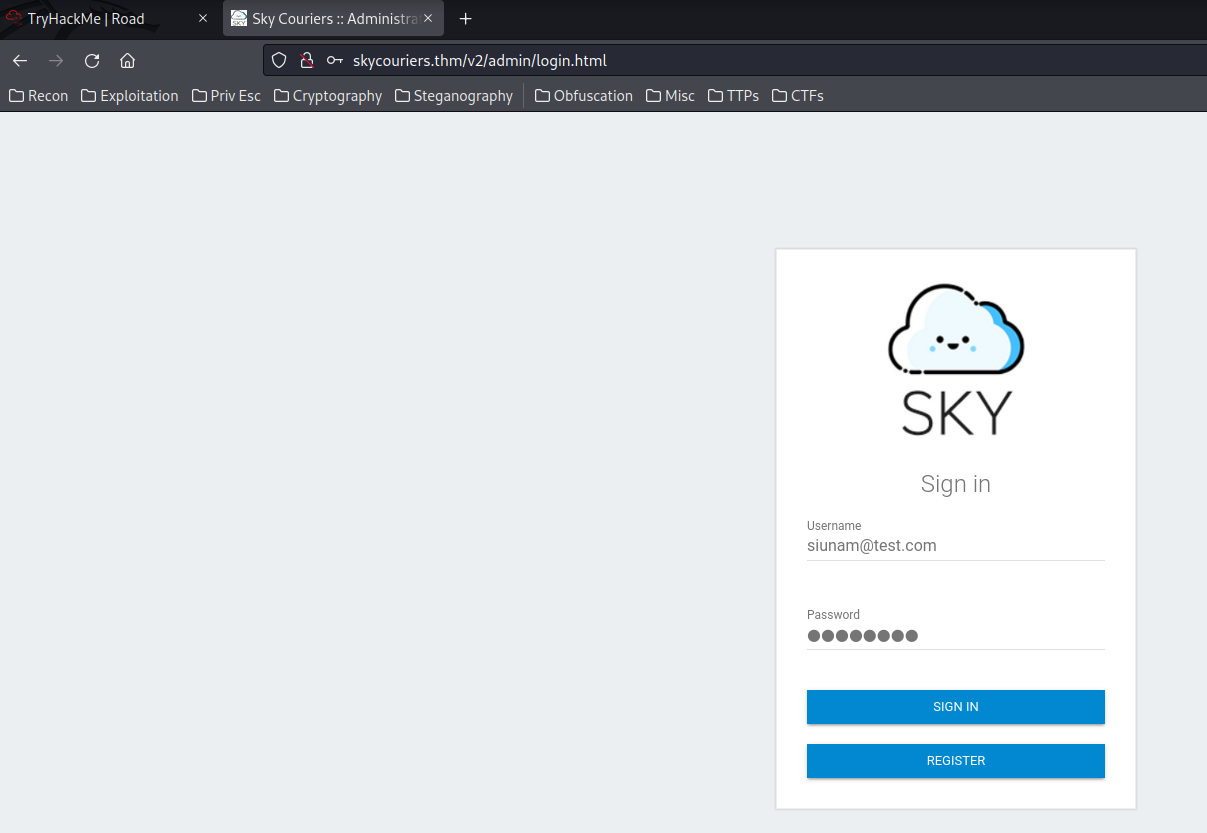 TryHackMe | Road
Sky Couriers :: Administra
skycouriers.thm/v2/admin/login.html
Recon Exploitation Priv Esc Cryptography Steganography Obfuscation Misc TTPs CTFs
SKY
Sign in
Username
siunam@test.com
Password
SIGN IN
REGISTER